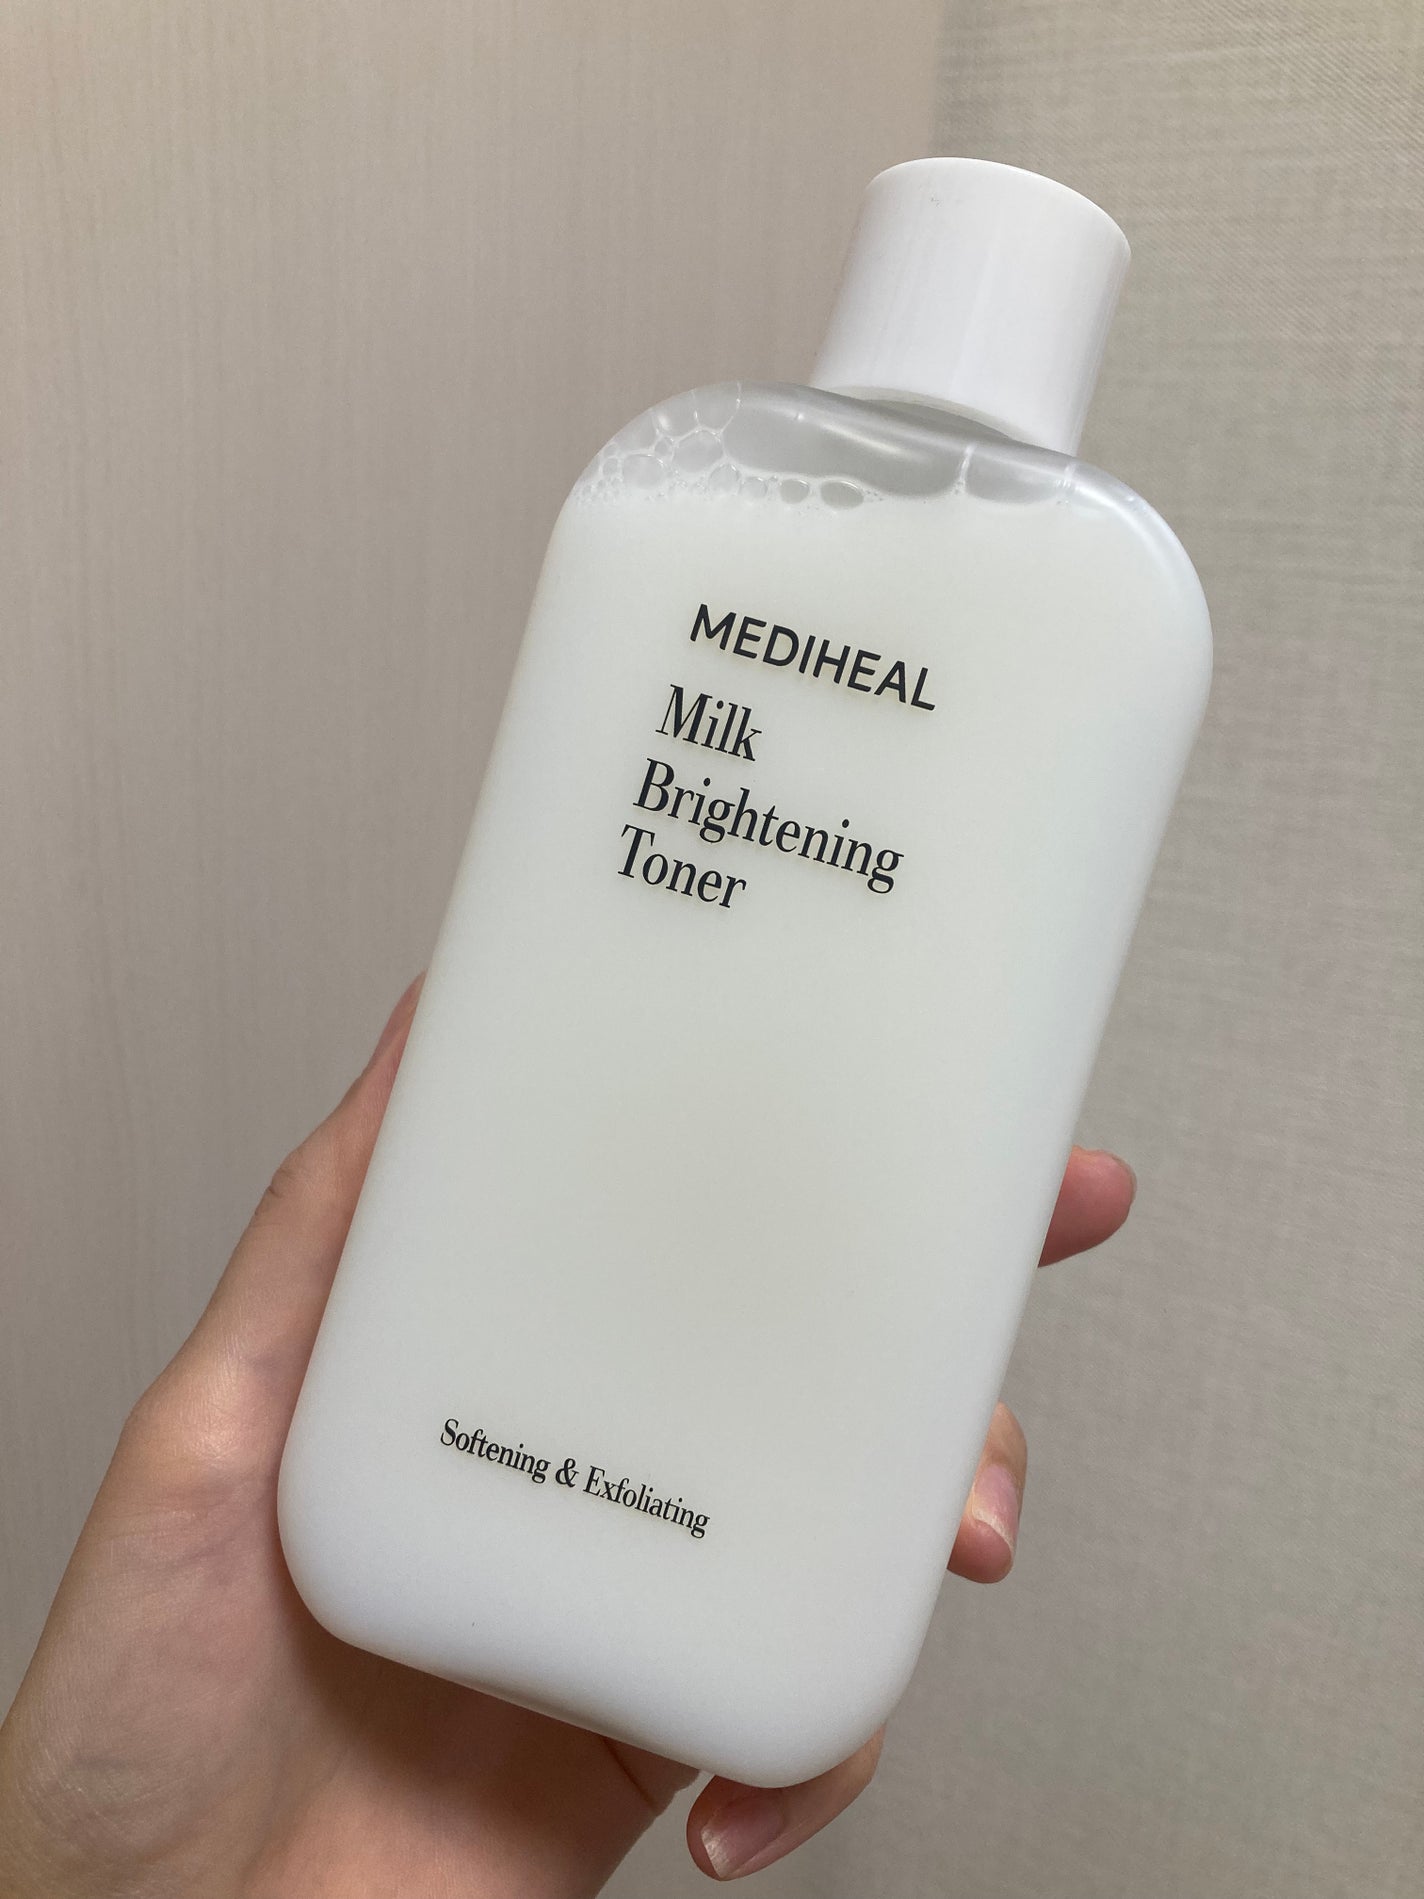 MEDIHEAL
Milk
Brightening
Toner
Softening & Exfoliating